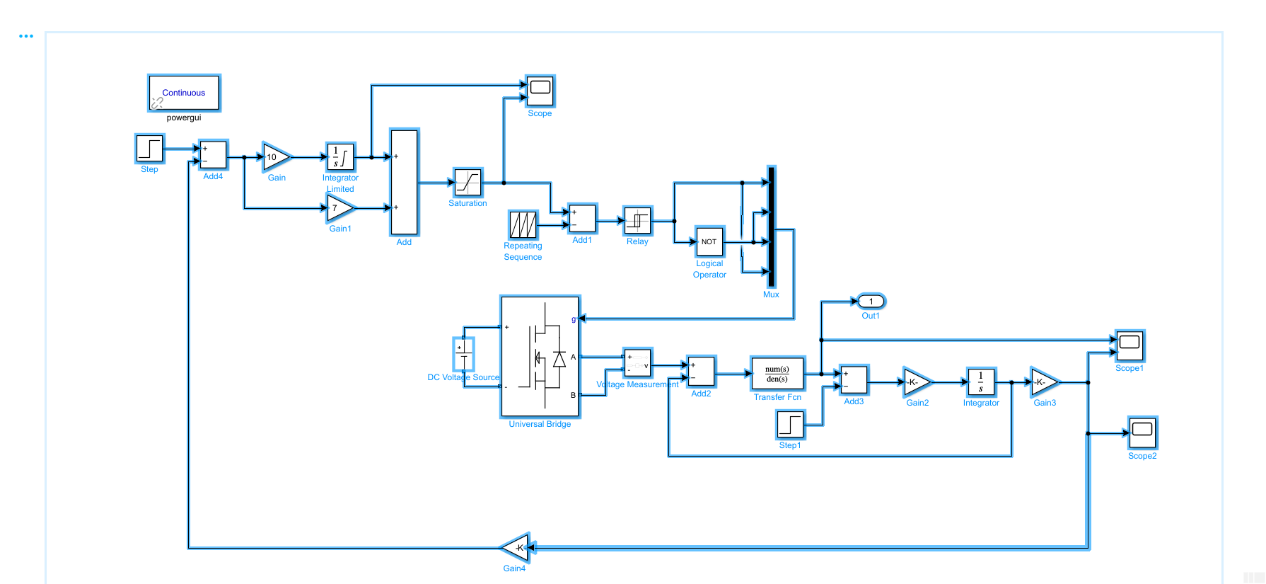 Continuous
powergui
Step
+
−
Add4
10
Gain
7
Gain1
1
s
Integrator
Limited
+
+
Add
Saturation
Scope
Repeating
Sequence
+
−
Add1
Relay
NOT
Logical
Operator
Mux
+
DC Voltage Source
+
-
g
A
B
Universal Bridge
+
-
v
Voltage Measurement
+
−
Add2
num(s)
den(s)
Transfer Fcn
1
Out1
+
−
Add3
Step1
-K-
Gain2
1
s
Integrator
-K-
Gain3
Scope1
Scope2
-K-
Gain4